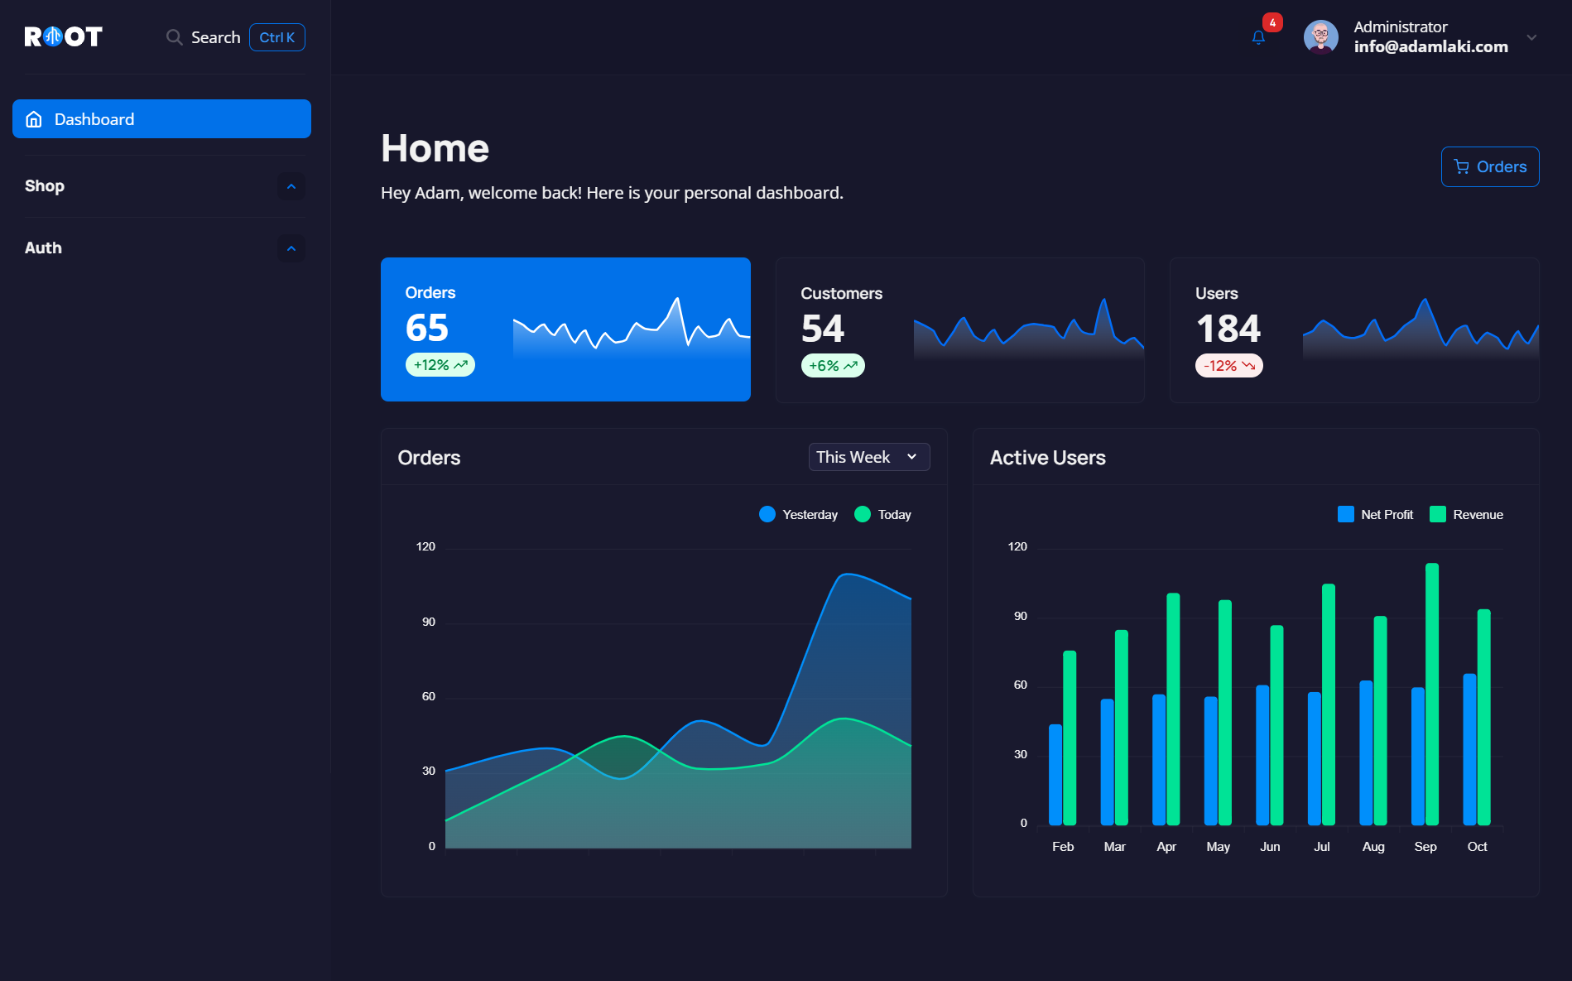 ROOT
Search Ctrl K
4
Administrator
info@adamlaki.com
Dashboard
Shop
Auth
Home
Hey Adam, welcome back! Here is your personal dashboard.
Orders
Orders
65
+12%
Customers
54
+6%
Users
184
-12%
Orders
This Week
Yesterday Today
120
90
60
30
0
Active Users
Net Profit Revenue
120
90
60
30
0
Feb Mar Apr May Jun Jul Aug Sep Oct